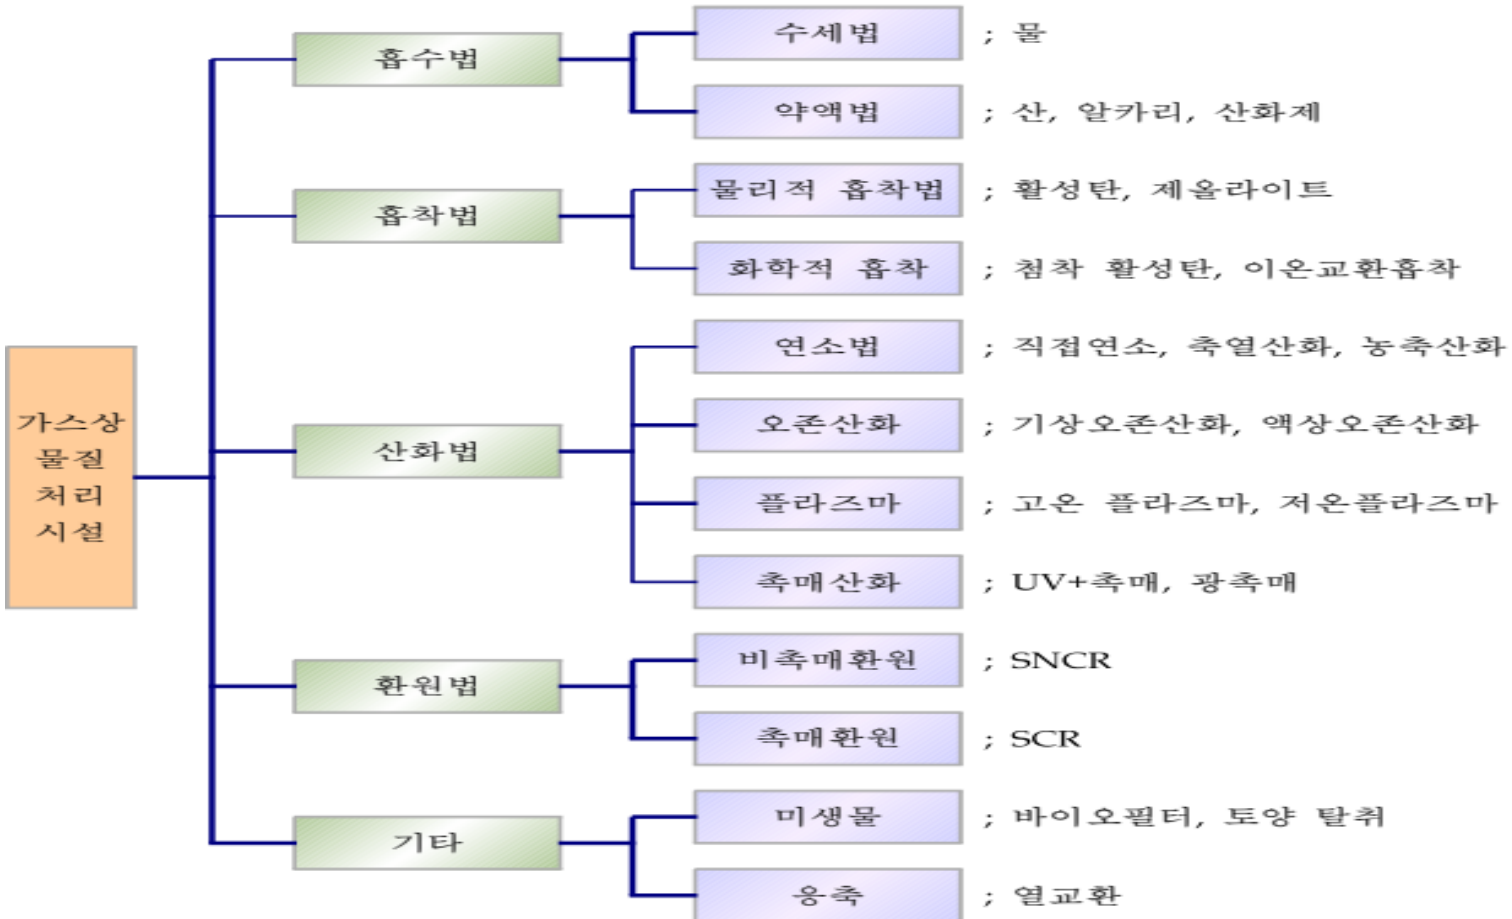 가스상
물질
처리
시설
흡수법
수세법 ; 물
약액법 ; 산, 알카리, 산화제
흡착법
물리적 흡착법 ; 활성탄, 제올라이트
화학적 흡착 ; 첨착 활성탄, 이온교환흡착
산화법
연소법 ; 직접연소, 축열산화, 농축산화
오존산화 ; 기상오존산화, 액상오존산화
플라즈마 ; 고온 플라즈마, 저온플라즈마
촉매산화 ; UV+촉매, 광촉매
환원법
비촉매환원 ; SNCR
촉매환원 ; SCR
기타
미생물 ; 바이오필터, 토양 탈취
응축 ; 열교환